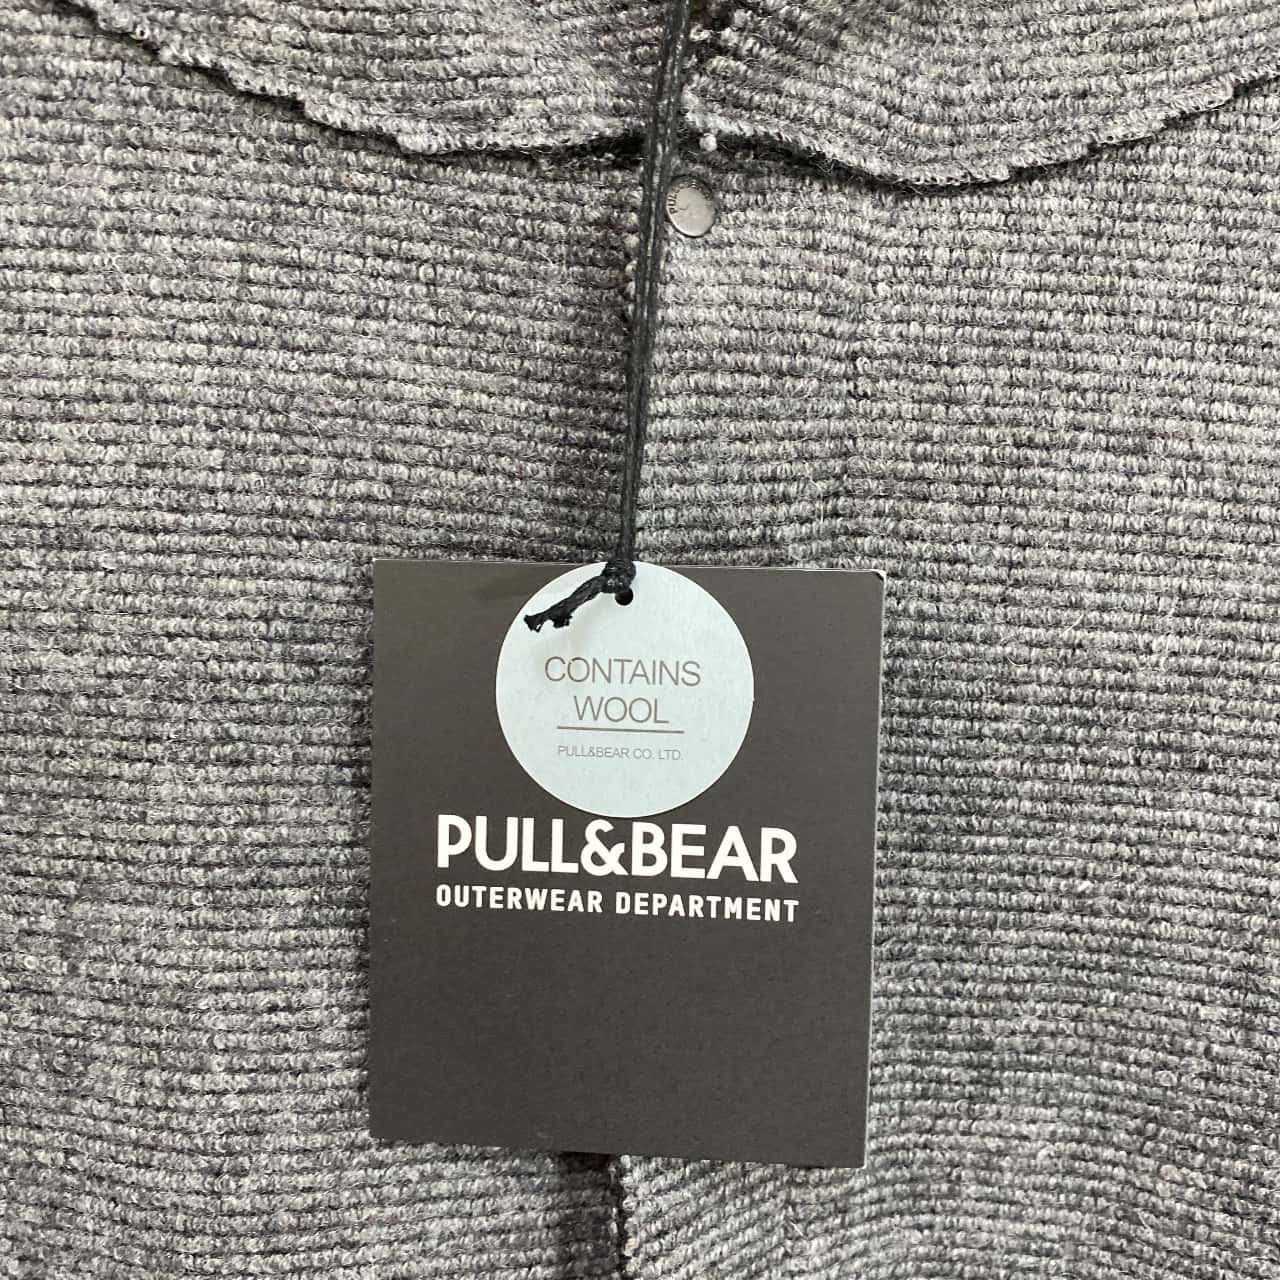 CONTAINS
WOOL
PULL&BEAR CO. LTD.
PULL&BEAR
OUTERWEAR DEPARTMENT